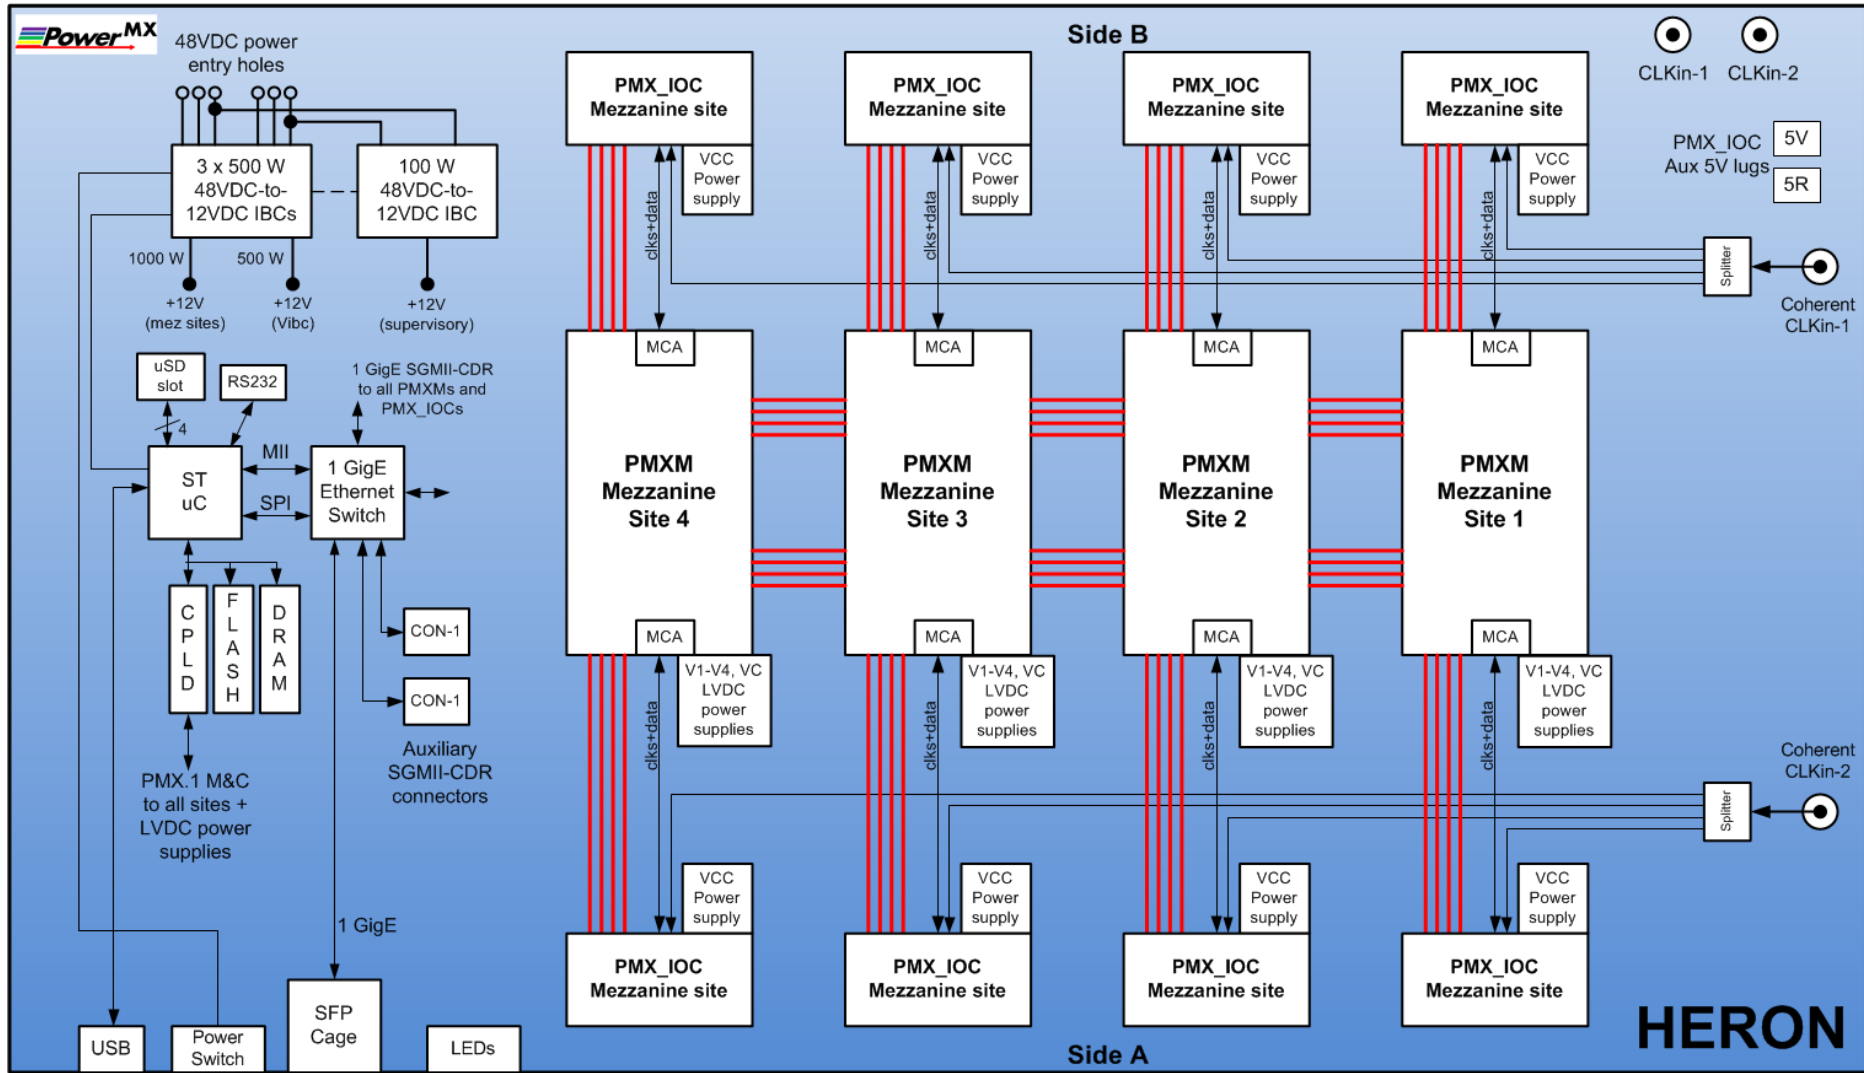 Power MX
48VDC power
entry holes
3 x 500 W
48VDC-to-
12VDC IBCs
100 W
48VDC-to-
12VDC IBC
1000 W
500 W
+12V
(mez sites)
+12V
(Vibc)
+12V
(supervisory)
uSD
slot
RS232
1 GigE SGMII-CDR
to all PMXMs and
PMX_IOCs
4
ST
uC
MII
SPI
1 GigE
Ethernet
Switch
CPLD
FLASH
DRAM
CON-1
CON-1
Auxiliary
SGMII-CDR
connectors
PMX.1 M&C
to all sites +
LVDC power
supplies
1 GigE
USB
Power
Switch
SFP
Cage
LEDs
Side B
PMX_IOC
Mezzanine site
PMX_IOC
Mezzanine site
PMX_IOC
Mezzanine site
PMX_IOC
Mezzanine site
VCC
Power
supply
VCC
Power
supply
VCC
Power
supply
VCC
Power
supply
clks+data
clks+data
clks+data
clks+data
CLKin-1
CLKin-2
PMX_IOC
Aux 5V lugs
5V
5R
Splitter
Coherent
CLKin-1
MCA
MCA
MCA
MCA
PMXM
Mezzanine
Site 4
PMXM
Mezzanine
Site 3
PMXM
Mezzanine
Site 2
PMXM
Mezzanine
Site 1
MCA
MCA
MCA
MCA
V1-V4, VC
LVDC
power
supplies
V1-V4, VC
LVDC
power
supplies
V1-V4, VC
LVDC
power
supplies
V1-V4, VC
LVDC
power
supplies
clks+data
clks+data
clks+data
clks+data
Coherent
CLKin-2
Splitter
VCC
Power
supply
VCC
Power
supply
VCC
Power
supply
VCC
Power
supply
PMX_IOC
Mezzanine site
PMX_IOC
Mezzanine site
PMX_IOC
Mezzanine site
PMX_IOC
Mezzanine site
Side A
HERON